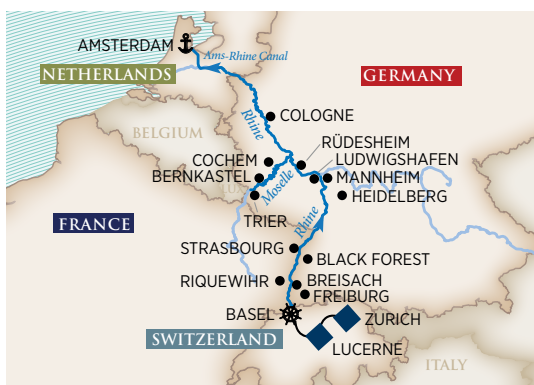 AMSTERDAM
Ams-Rhine Canal
NETHERLANDS
GERMANY
COLOGNE
Rhine
BELGIUM
RÜDESHEIM
COCHEM
LUDWIGSHAFEN
BERNKASTEL
MANNHEIM
Moselle
HEIDELBERG
TRIER
FRANCE
Rhine
STRASBOURG
BLACK FOREST
RIQUEWIHR
BREISACH
FREIBURG
BASEL
ZURICH
SWITZERLAND
LUCERNE
ITALY